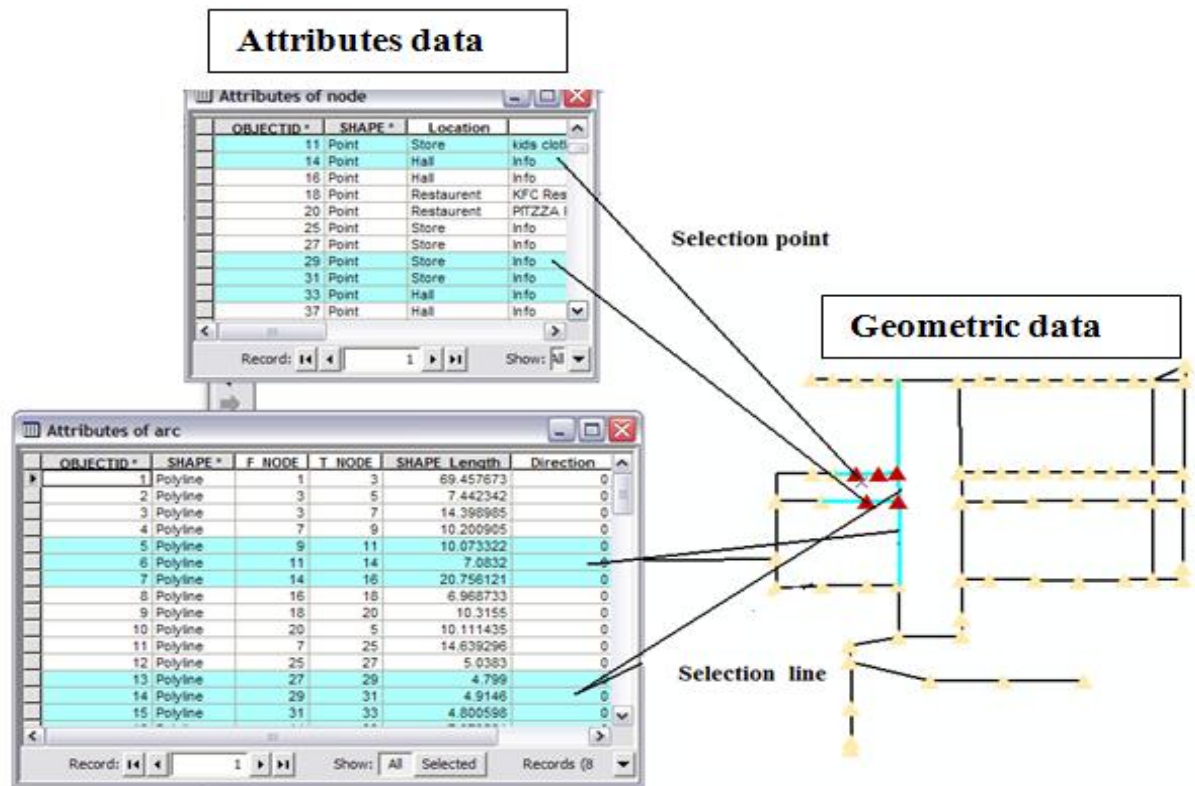 Attributes data
Attributes of node
OBJECTID * SHAPE * Location
11 Point Store kids cloti
14 Point Hall Info
16 Point Hall Info
18 Point Restaurent KFC Res
20 Point Restaurent PITZZA
25 Point Store Info
27 Point Store Info
29 Point Store Info
31 Point Store Info
33 Point Hall Info
37 Point Hall Info
Record: 1 Show: All
Selection point
Geometric data
Attributes of arc
OBJECTID * SHAPE * F_NODE T_NODE SHAPE_Length Direction
1 Polyline 1 3 69.457673 0
2 Polyline 3 5 7.442342 0
3 Polyline 3 7 14.398985 0
4 Polyline 7 9 10.200905 0
5 Polyline 9 11 10.073322 0
6 Polyline 11 14 7.0832 0
7 Polyline 14 16 20.756121 0
8 Polyline 16 18 6.968733 0
9 Polyline 18 20 10.3155 0
10 Polyline 20 5 10.111435 0
11 Polyline 7 25 14.639296 0
12 Polyline 25 27 5.0383 0
13 Polyline 27 29 4.799 0
14 Polyline 29 31 4.9146 0
15 Polyline 31 33 4.800598 0
Selection line
Record: 1 Show: All Selected Records (8